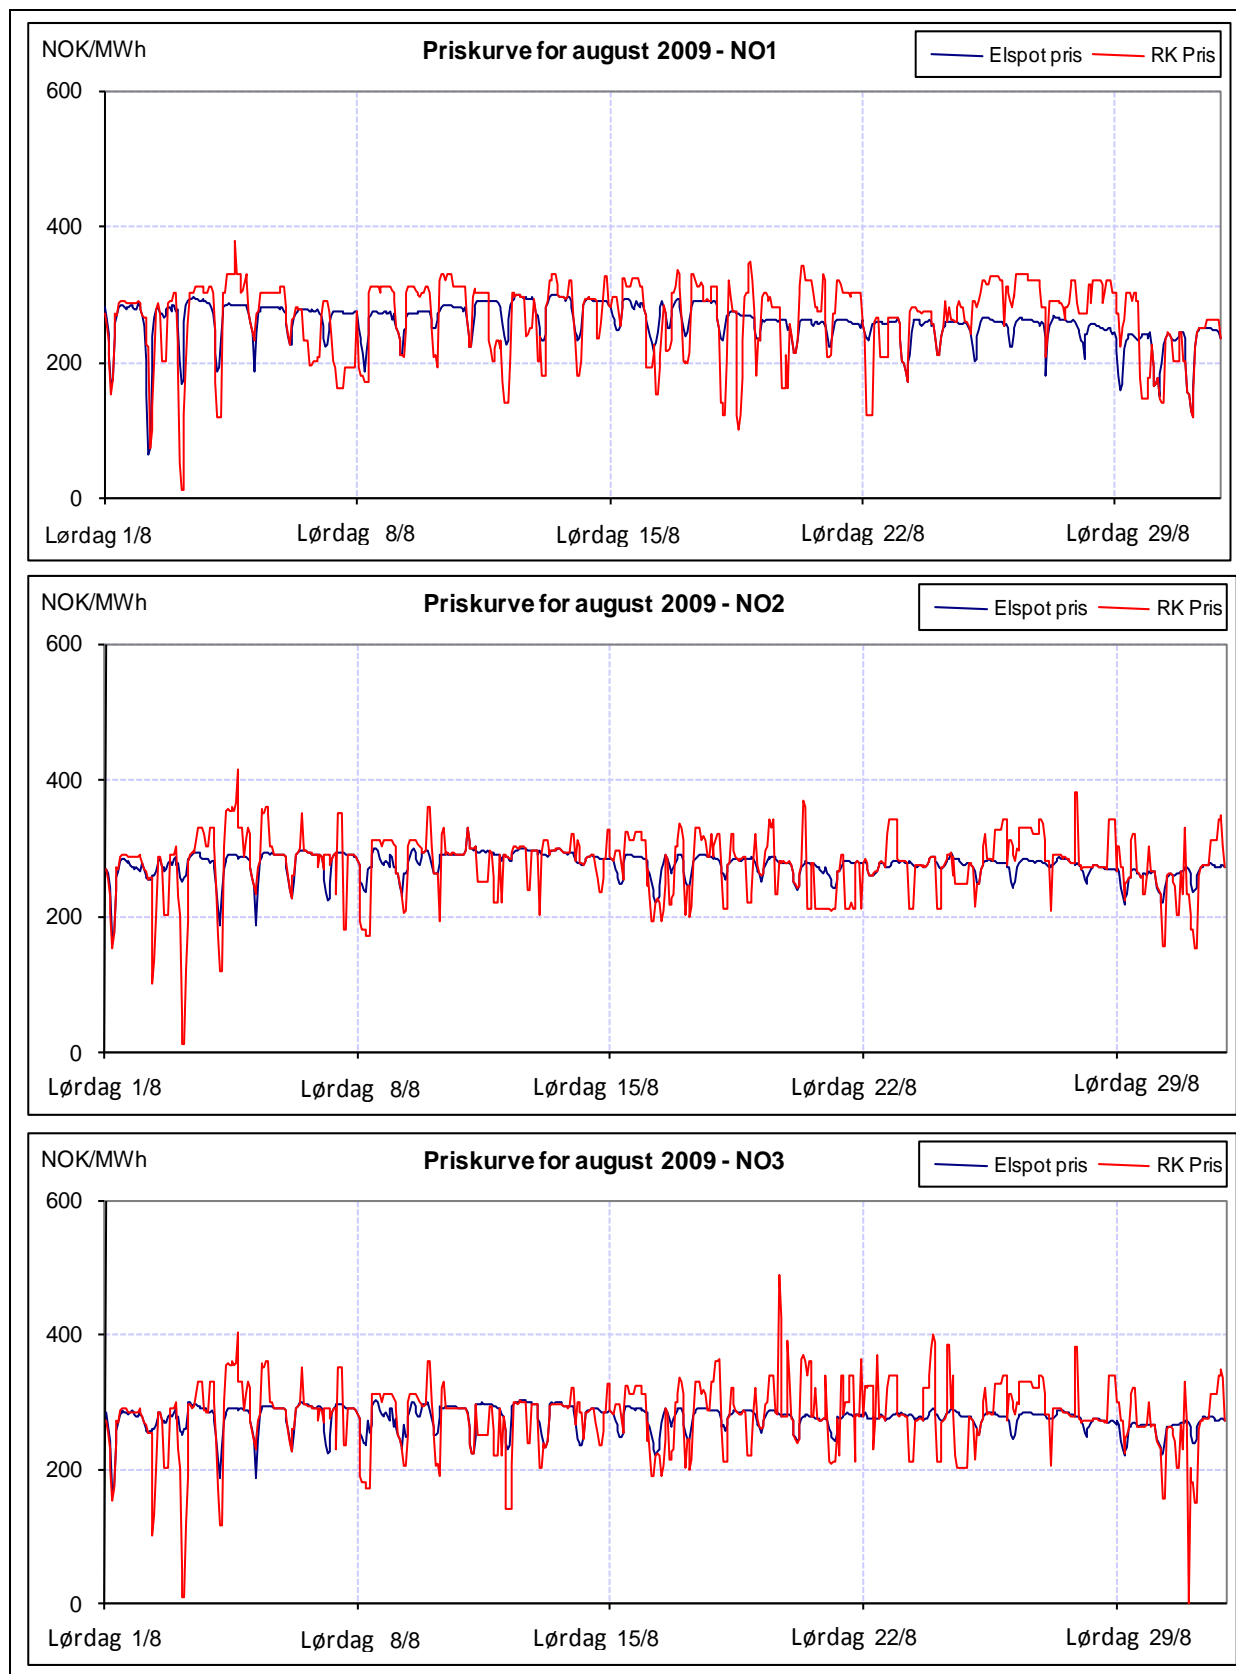 NOK/MWh Priskurve for august 2009 - NO1 Elspot pris RK Pris
600
400
200
0
Lørdag 1/8 Lørdag 8/8 Lørdag 15/8 Lørdag 22/8 Lørdag 29/8
NOK/MWh Priskurve for august 2009 - NO2 Elspot pris RK Pris
600
400
200
0
Lørdag 1/8 Lørdag 8/8 Lørdag 15/8 Lørdag 22/8 Lørdag 29/8
NOK/MWh Priskurve for august 2009 - NO3 Elspot pris RK Pris
600
400
200
0
Lørdag 1/8 Lørdag 8/8 Lørdag 15/8 Lørdag 22/8 Lørdag 29/8